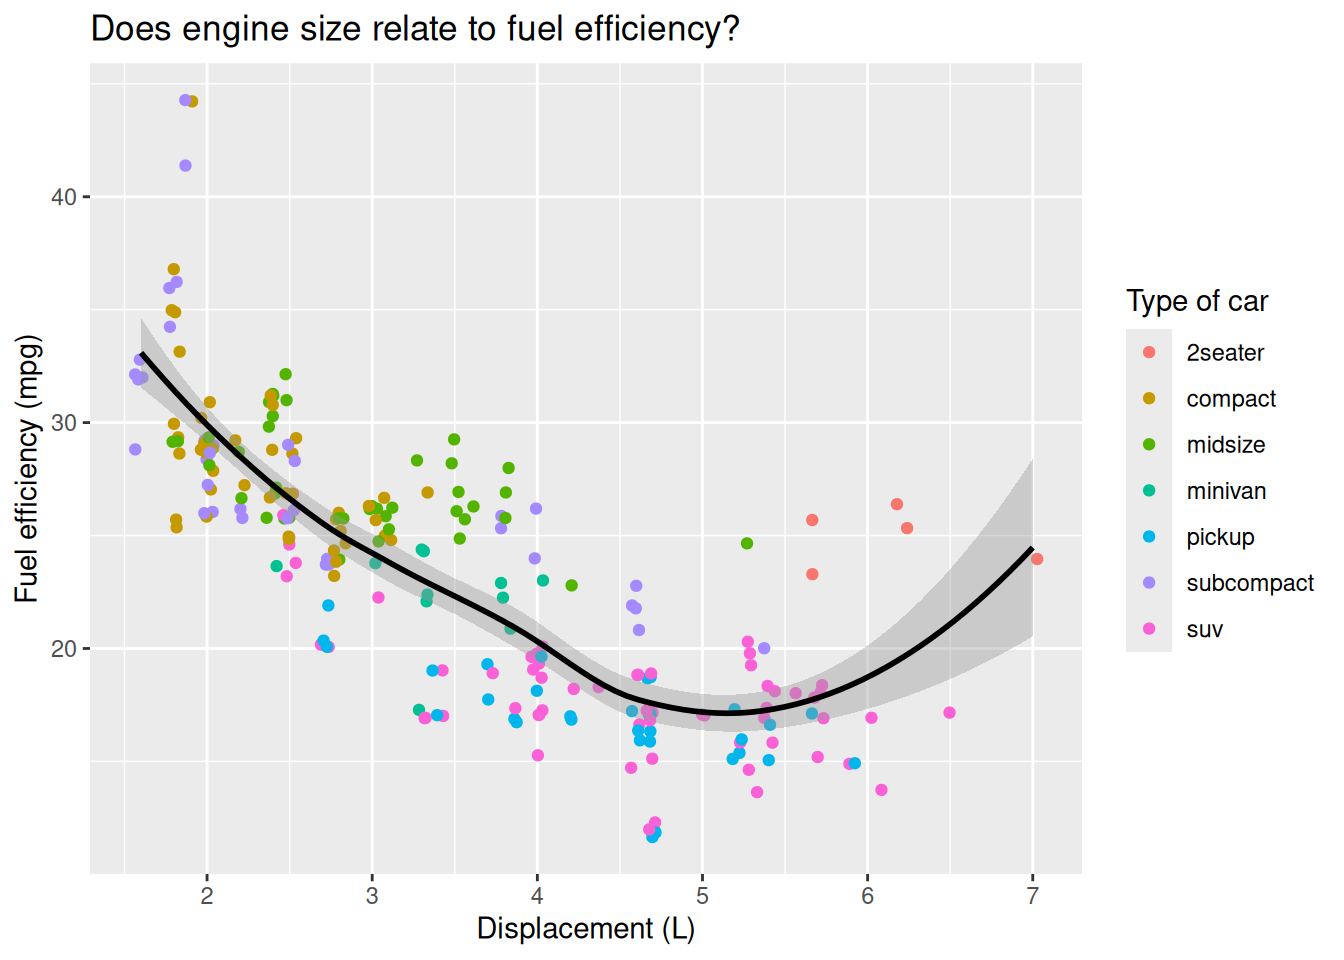 Does engine size relate to fuel efficiency?
Fuel efficiency (mpg)
40
30
20
2 3 4 5 6 7
Displacement (L)
Type of car
2seater
compact
midsize
minivan
pickup
subcompact
suv